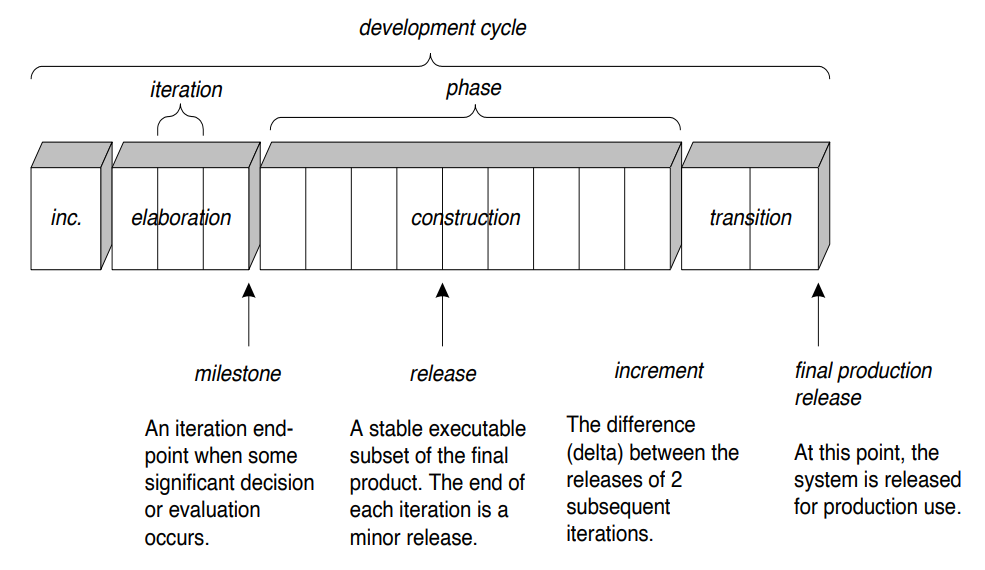 development cycle
iteration
phase
inc.
elaboration
construction
transition
milestone
An iteration end-
point when some
significant decision
or evaluation
occurs.
release
A stable executable
subset of the final
product. The end of
each iteration is a
minor release.
increment
The difference
(delta) between the
releases of 2
subsequent
iterations.
final production
release
At this point, the
system is released
for production use.